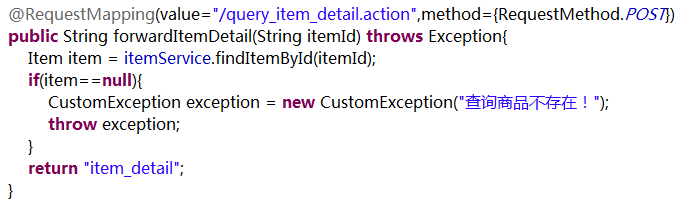 @RequestMapping(value="/query_item_detail.action",method={RequestMethod.POST})
public String forwardItemDetail(String itemId) throws Exception{
Item item = itemService.findItemById(itemId);
if(item==null){
CustomException exception = new CustomException("查询商品不存在！");
throw exception;
}
return "item_detail";
}